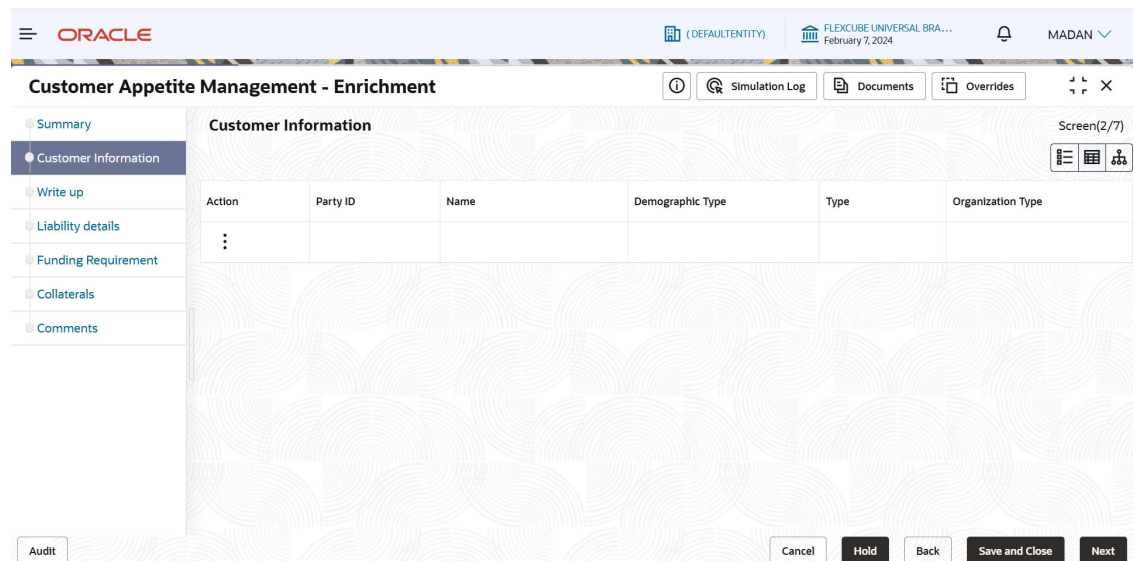 ORACLE
( DEFAULTENTITY)
FLEXCUBE UNIVERSAL BRA...
February 7, 2024
MADAN
Customer Appetite Management - Enrichment
Simulation Log
Documents
Overrides
Summary
Customer Information
Write up
Liability details
Funding Requirement
Collaterals
Comments
Customer Information
Screen(2/7)
Action Party ID Name Demographic Type Type Organization Type
Audit
Cancel Hold Back Save and Close Next